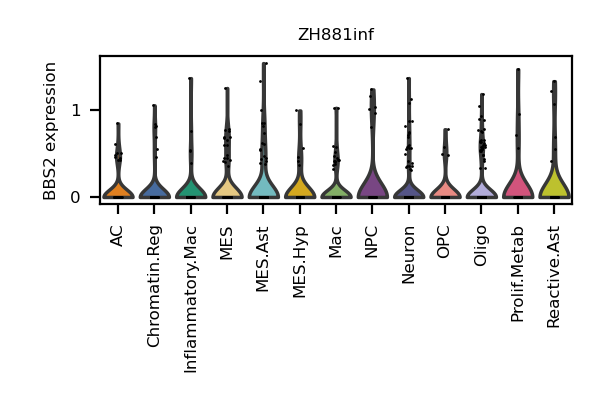 ZH881inf
BBS2 expression
1
0
AC
Chromatin.Reg
Inflammatory.Mac
MES
MES.Ast
MES.Hyp
Mac
NPC
Neuron
OPC
Oligo
Prolif.Metab
Reactive.Ast